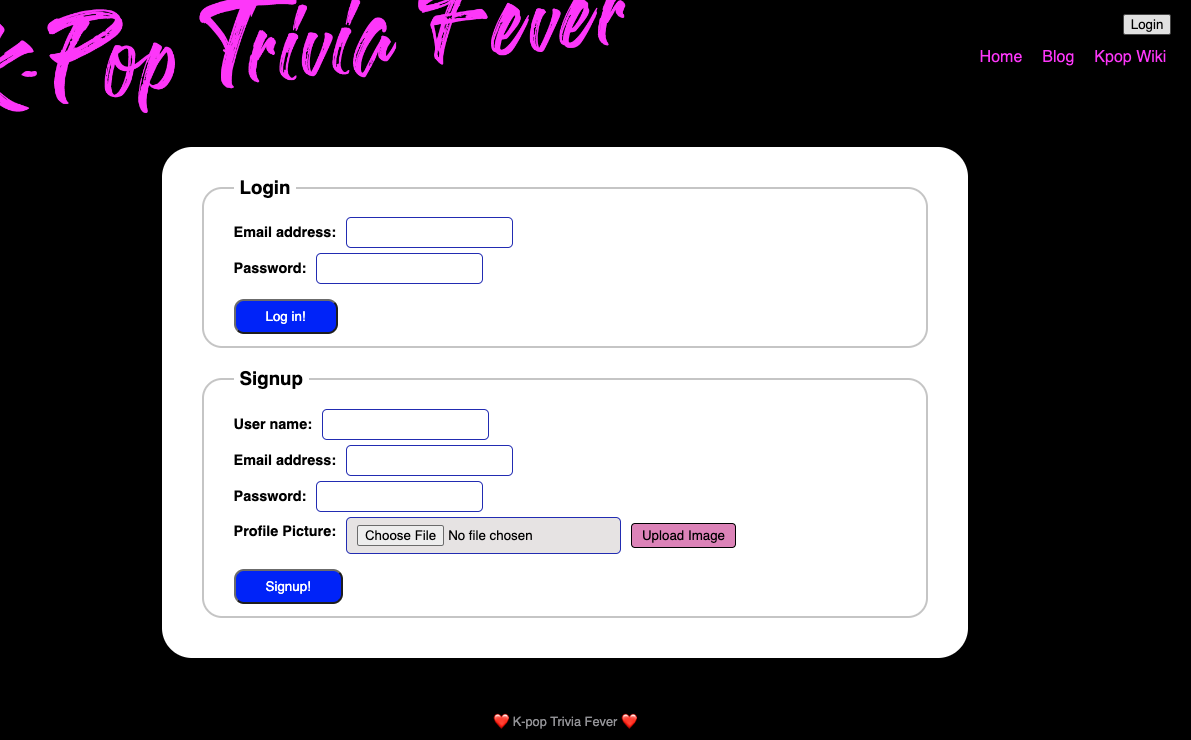 K-Pop Trivia Fever
Login
Home Blog Kpop Wiki
Login
Email address:
Password:
Log in!
Signup
User name:
Email address:
Password:
Profile Picture: Choose File No file chosen Upload Image
Signup!
❤️ K-pop Trivia Fever ❤️